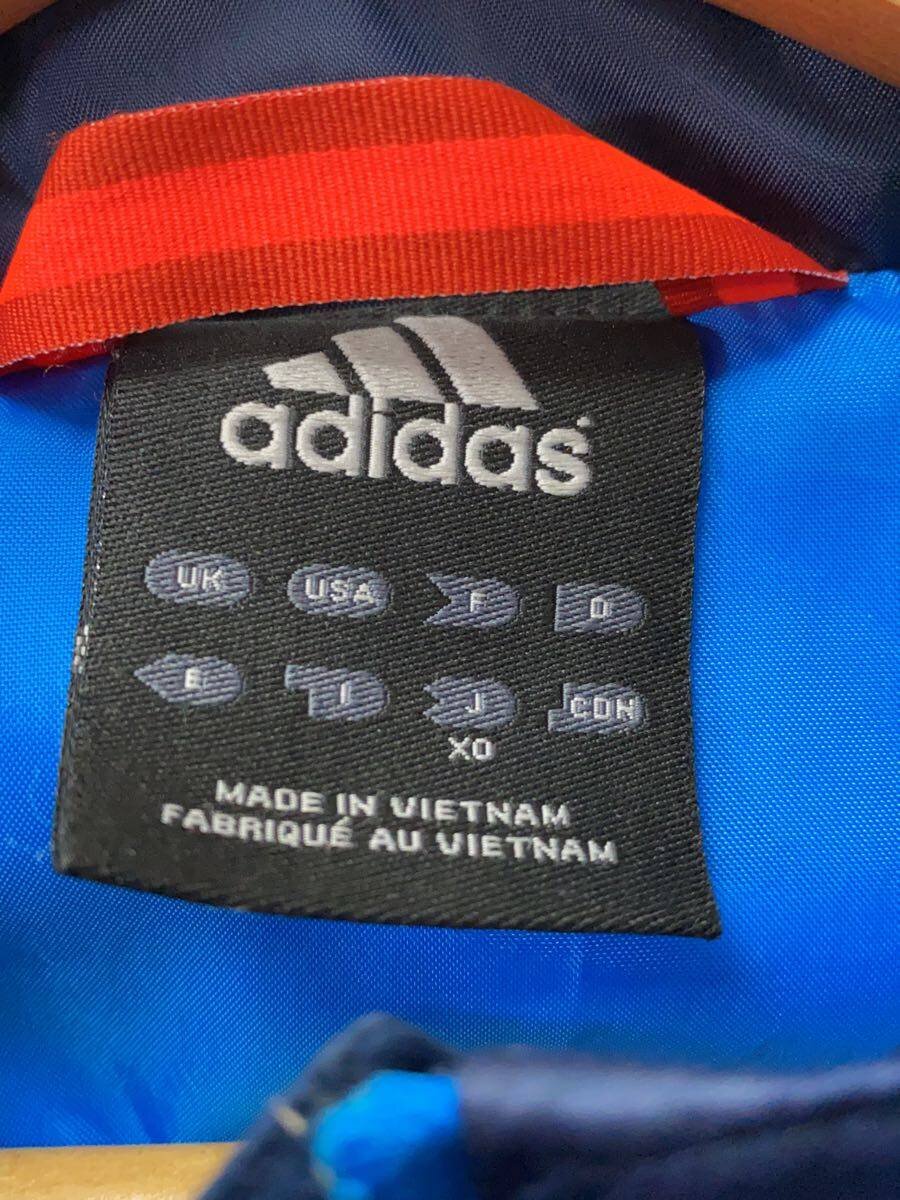 adidas
UK USA F D
E I J CDN
XO
MADE IN VIETNAM
FABRIQUÉ AU VIETNAM